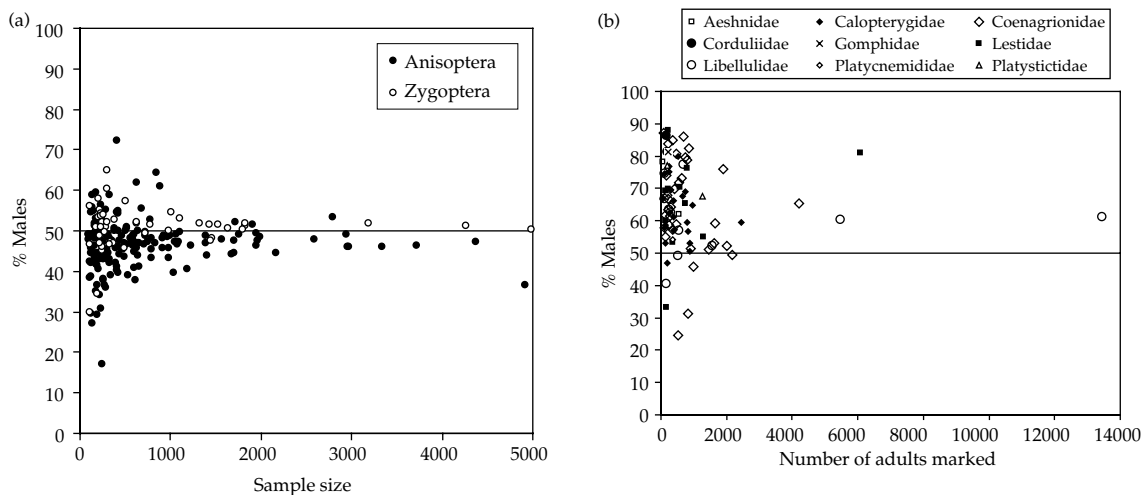 (a)
100
90
80
70
60
50
40
30
20
10
0
% Males
Anisoptera
Zygoptera
0 1000 2000 3000 4000 5000
Sample size
(b)
Aeshnidae Calopterygidae Coenagrionidae
Corduliidae Gomphidae Lestidae
Libellulidae Platycnemididae Platystictidae
100
90
80
70
60
50
40
30
20
10
0
% Males
0 2000 4000 6000 8000 10000 12000 14000
Number of adults marked